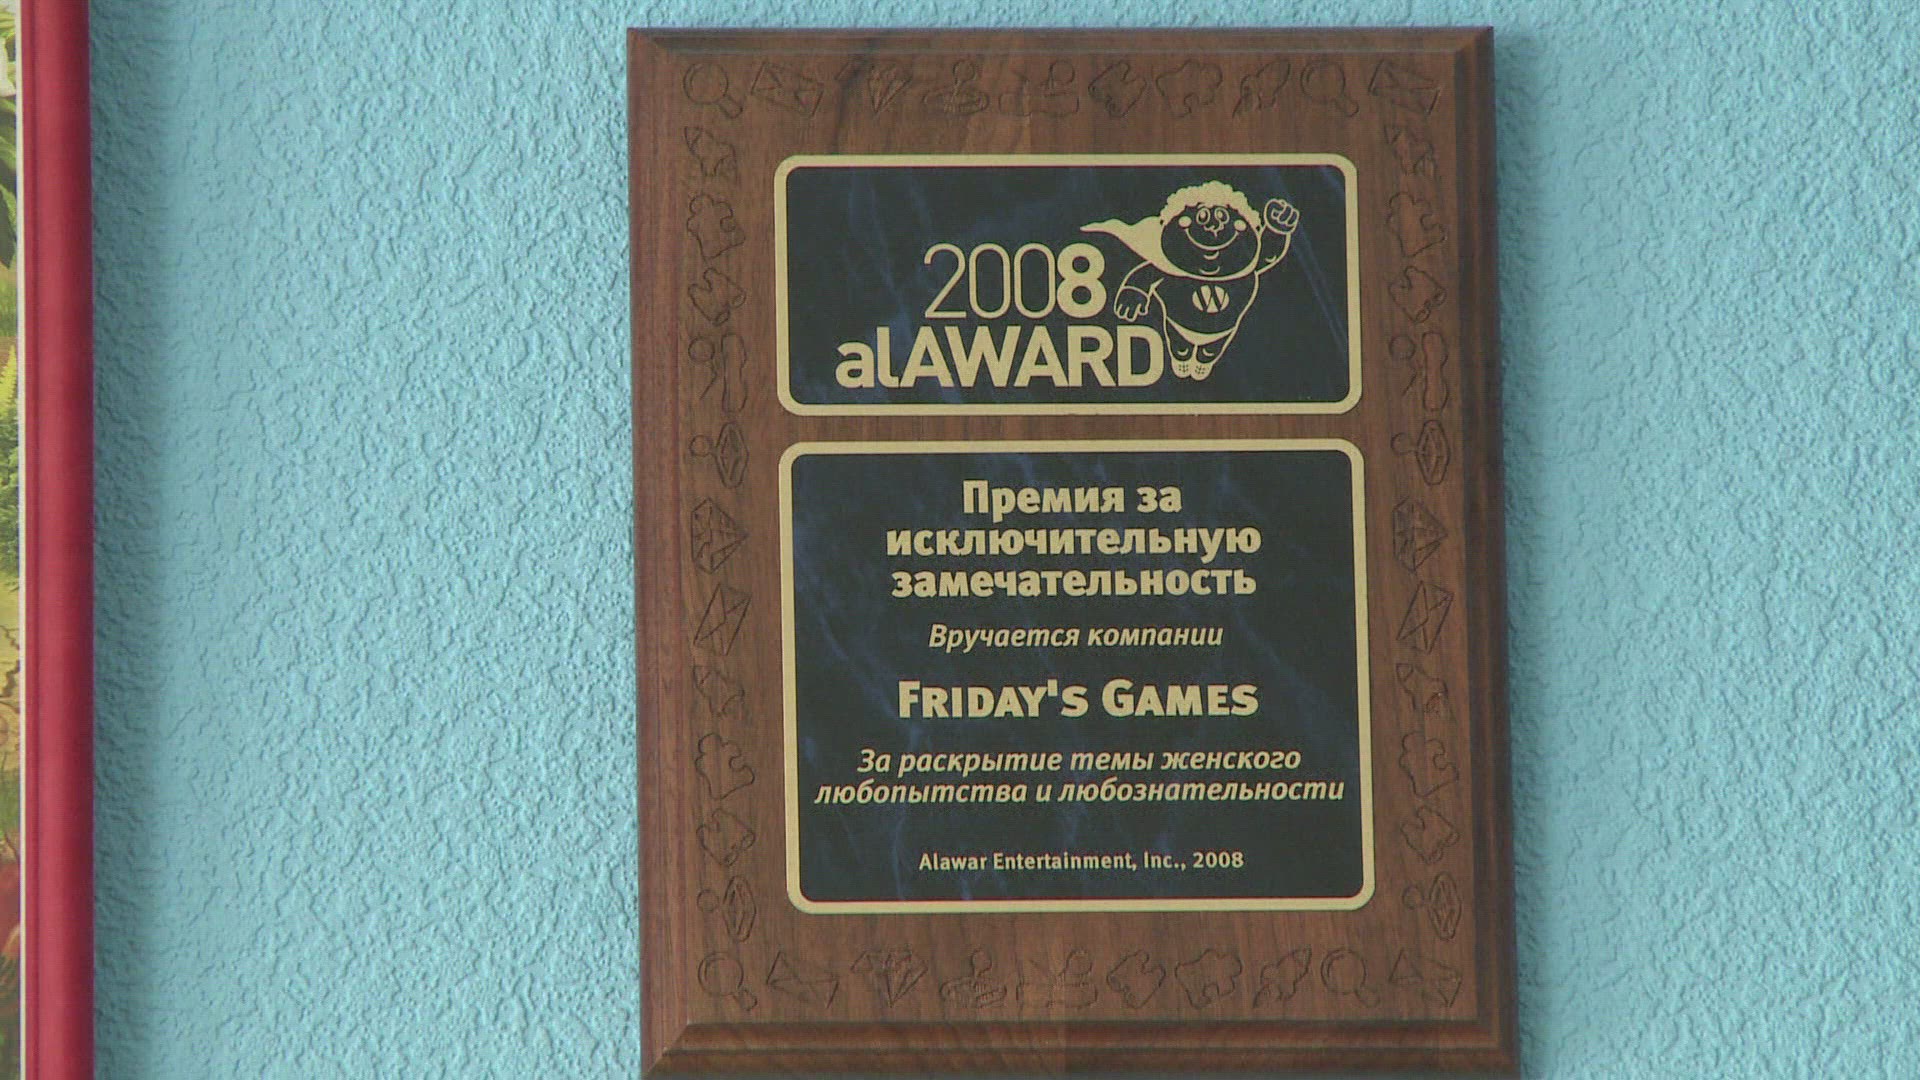 2008
alAWARD
Премия за
исключительную
замечательность
Вручается компании
FRIDAY'S GAMES
За раскрытие темы женского
любопытства и любознательности
Alawar Entertainment, Inc., 2008